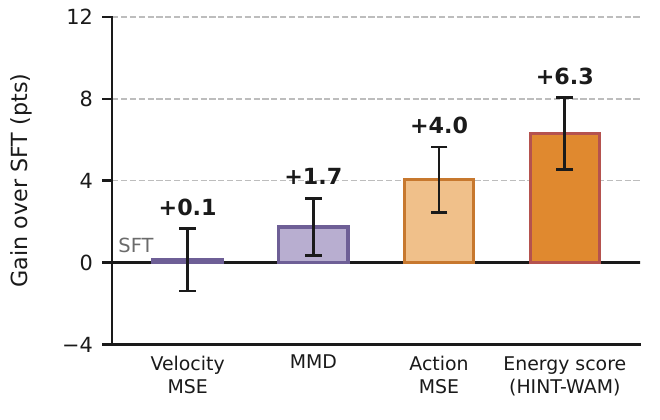 Gain over SFT (pts)
12
8
4
0
−4
SFT
+0.1
+1.7
+4.0
+6.3
Velocity
MSE
MMD
Action
MSE
Energy score
(HINT-WAM)